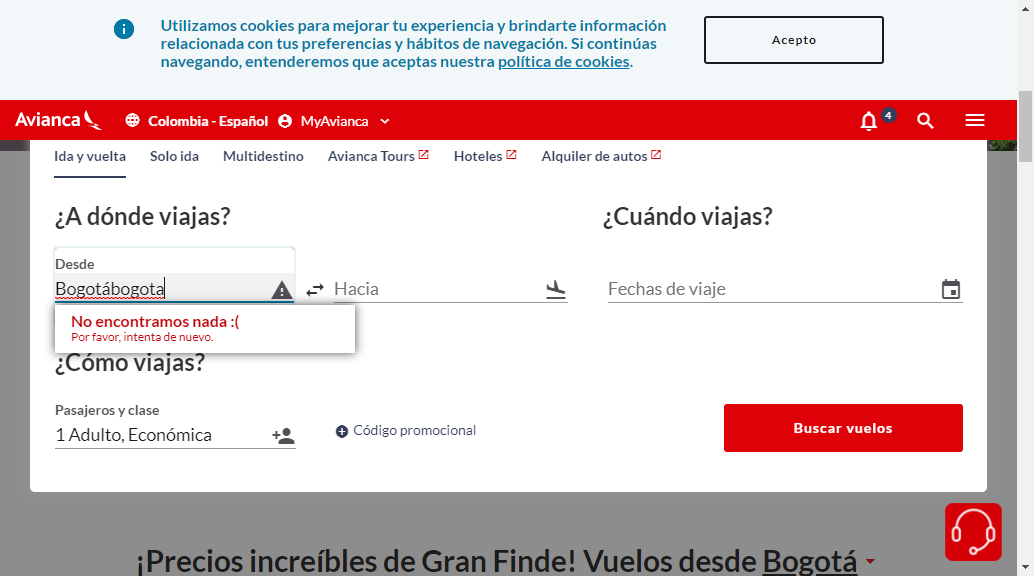 Utilizamos cookies para mejorar tu experiencia y brindarte información
relacionada con tus preferencias y hábitos de navegación. Si continúas
navegando, entenderemos que aceptas nuestra política de cookies.
Acepto
Avianca
Colombia - Español
MyAvianca
4
Ida y vuelta
Solo ida
Multidestino
Avianca Tours
Hoteles
Alquiler de autos
¿A dónde viajas?
¿Cuándo viajas?
Desde
Bogotábogota
Hacia
Fechas de viaje
No encontramos nada :(
Por favor, intenta de nuevo.
¿Cómo viajas?
Pasajeros y clase
1 Adulto, Económica
Código promocional
Buscar vuelos
¡Precios increíbles de Gran Finde! Vuelos desde Bogotá